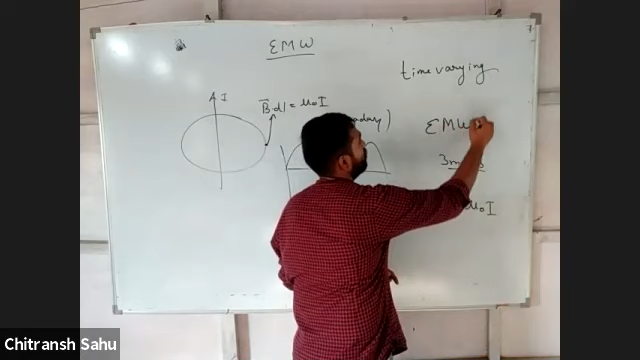 EMW
time varying
I
B dl = μ₀I
EMW
μ₀I
Chitransh Sahu